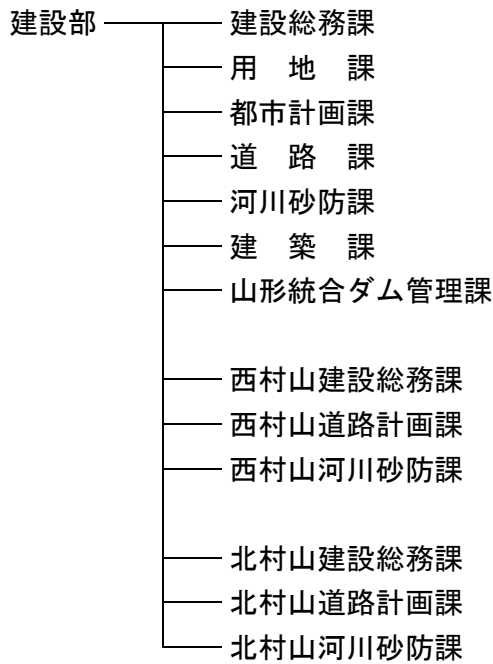 建設部 建設総務課
用　地　課
都市計画課
道　路　課
河川砂防課
建　築　課
山形統合ダム管理課
西村山建設総務課
西村山道路計画課
西村山河川砂防課
北村山建設総務課
北村山道路計画課
北村山河川砂防課